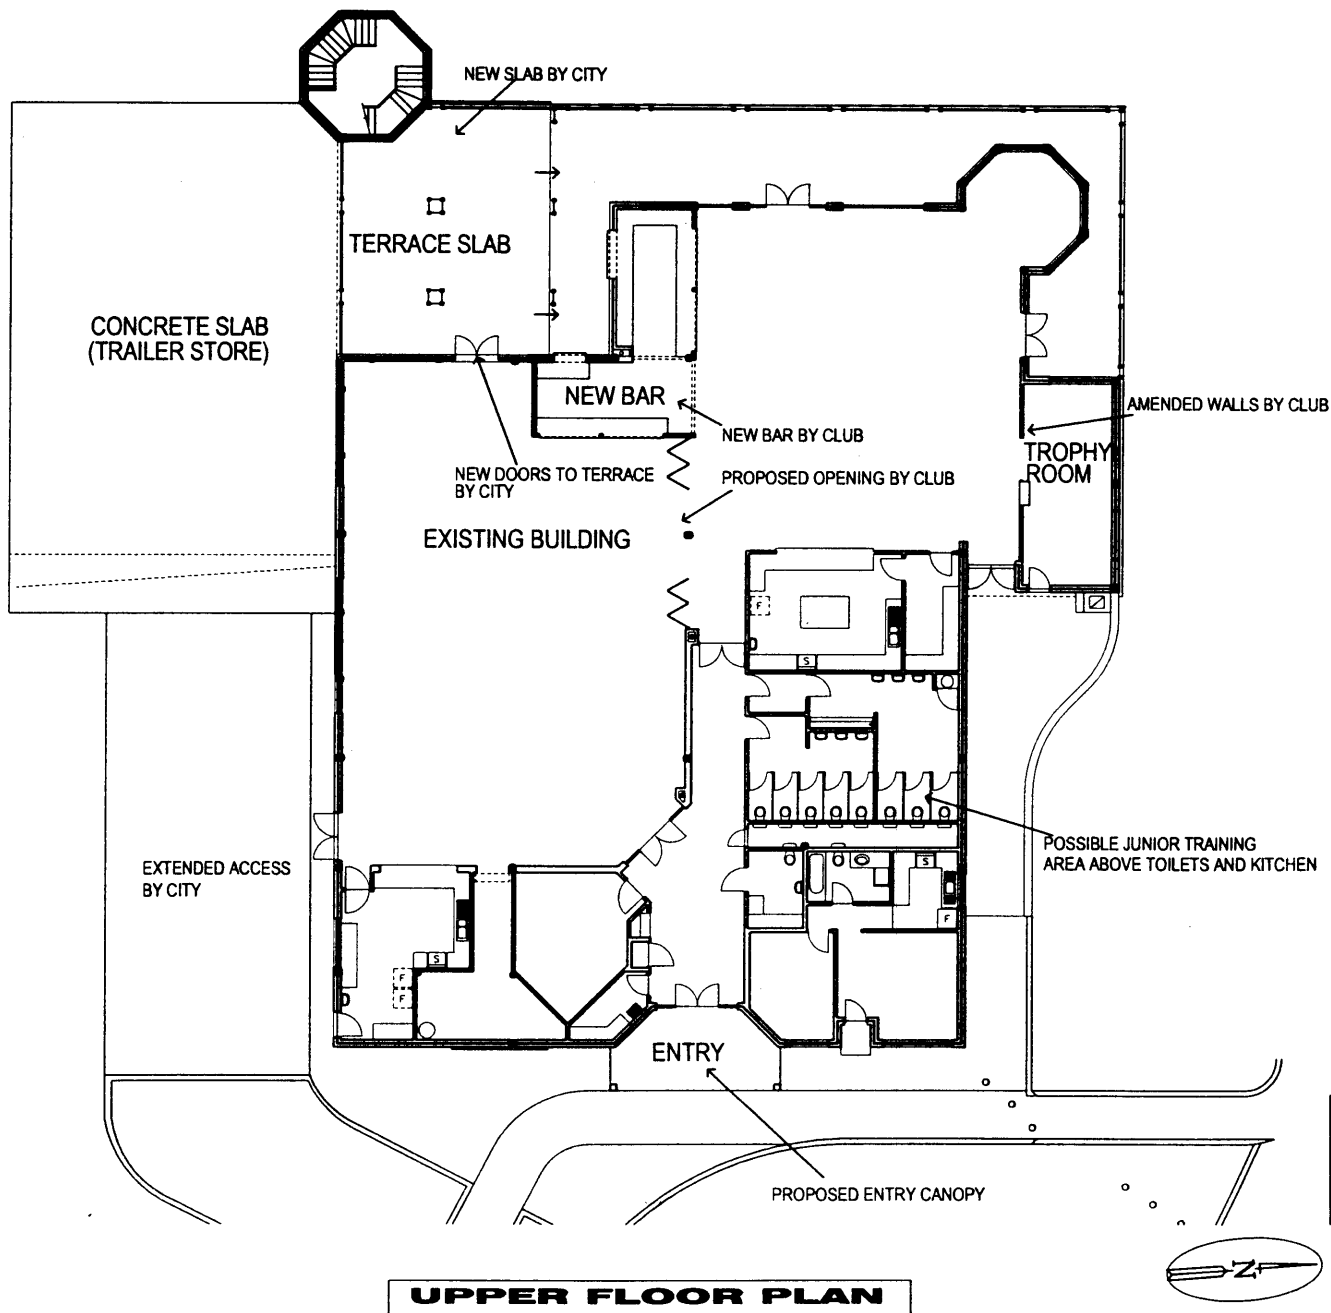 NEW SLAB BY CITY
TERRACE SLAB
CONCRETE SLAB
(TRAILER STORE)
NEW BAR
NEW BAR BY CLUB
AMENDED WALLS BY CLUB
TROPHY
ROOM
NEW DOORS TO TERRACE
BY CITY
PROPOSED OPENING BY CLUB
EXISTING BUILDING
F
S
POSSIBLE JUNIOR TRAINING
AREA ABOVE TOILETS AND KITCHEN
EXTENDED ACCESS
BY CITY
S
F
S
F
F
ENTRY
PROPOSED ENTRY CANOPY
N
UPPER FLOOR PLAN